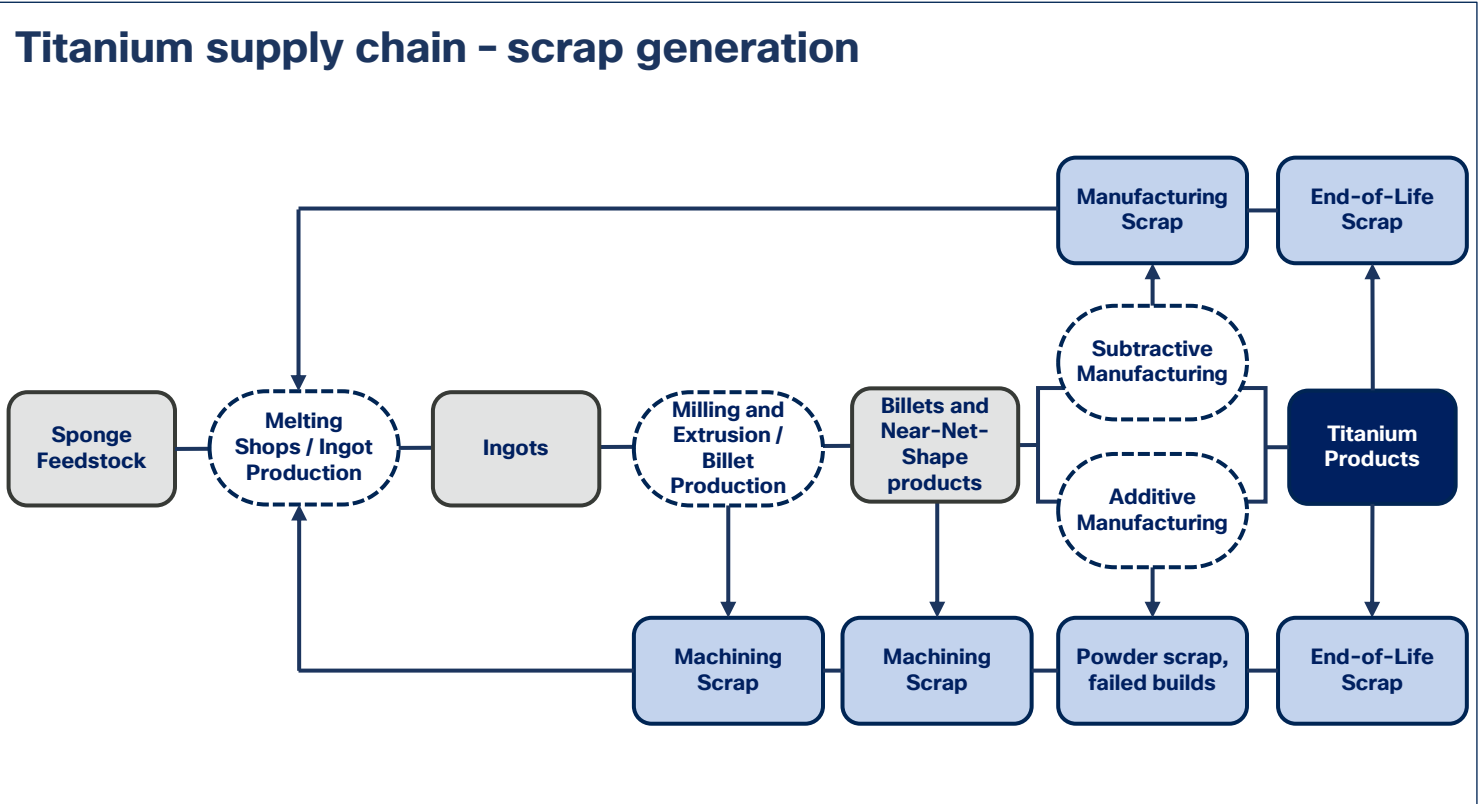 Titanium supply chain – scrap generation
Manufacturing
Scrap
End-of-Life
Scrap
Subtractive
Manufacturing
Sponge
Feedstock
Melting
Shops / Ingot
Production
Ingots
Milling and
Extrusion /
Billet
Production
Billets and
Near-Net-
Shape
products
Titanium
Products
Additive
Manufacturing
Machining
Scrap
Machining
Scrap
Powder scrap,
failed builds
End-of-Life
Scrap